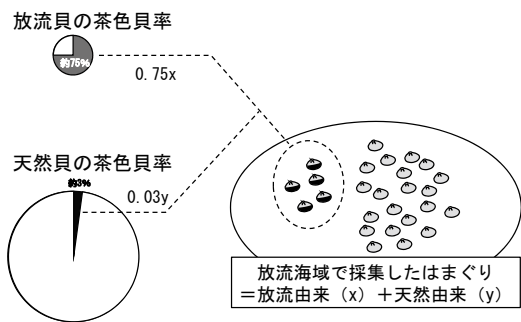 放流貝の茶色貝率
約75%
0.75x
天然貝の茶色貝率
約3%
0.03y
放流海域で採集したはまぐり
＝放流由来（x）＋天然由来（y）